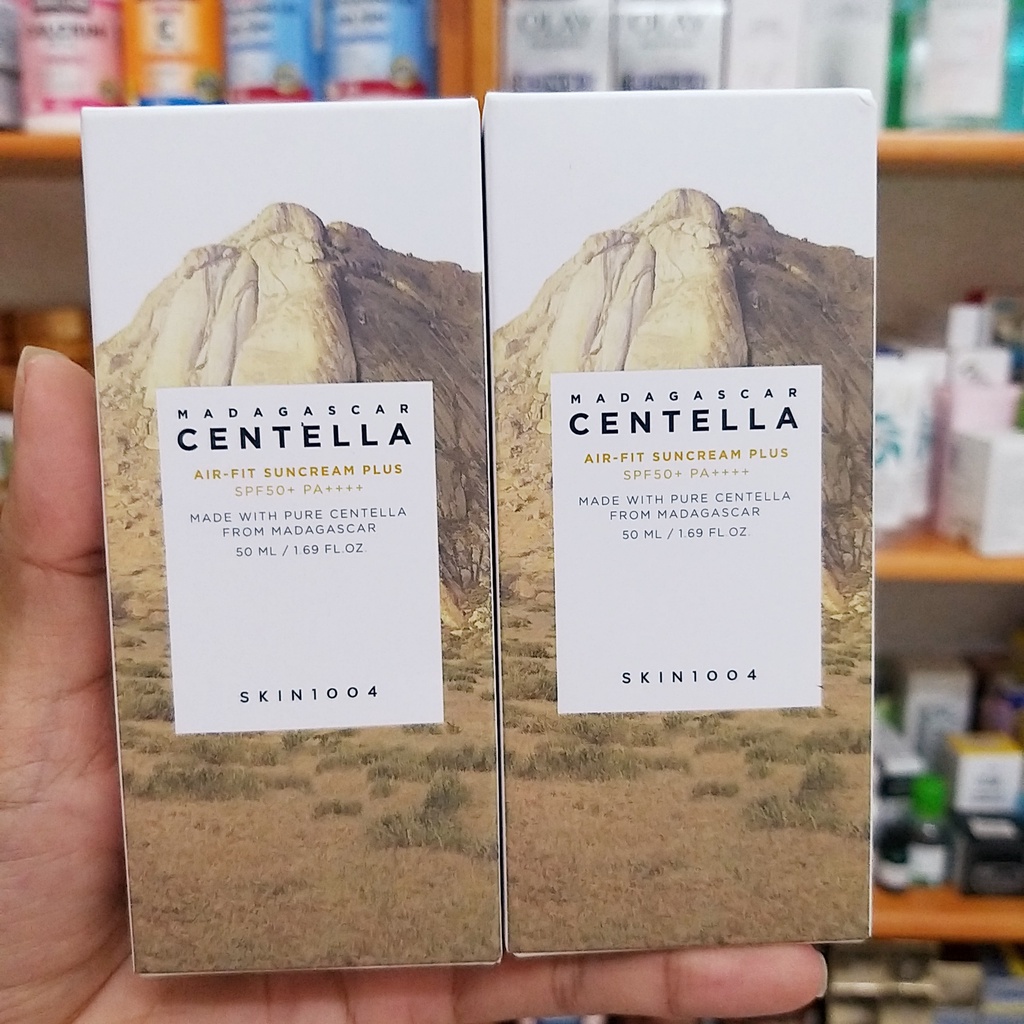 MADAGASCAR
CENTELLA
AIR-FIT SUNCREAM PLUS
SPF50+ PA++++
MADE WITH PURE CENTELLA
FROM MADAGASCAR
50 ML / 1.69 FL.OZ.
SKIN1004
MADAGASCAR
CENTELLA
AIR-FIT SUNCREAM PLUS
SPF50+ PA++++
MADE WITH PURE CENTELLA
FROM MADAGASCAR
50 ML / 1.69 FL.OZ.
SKIN1004
C
OLAY
OLAY